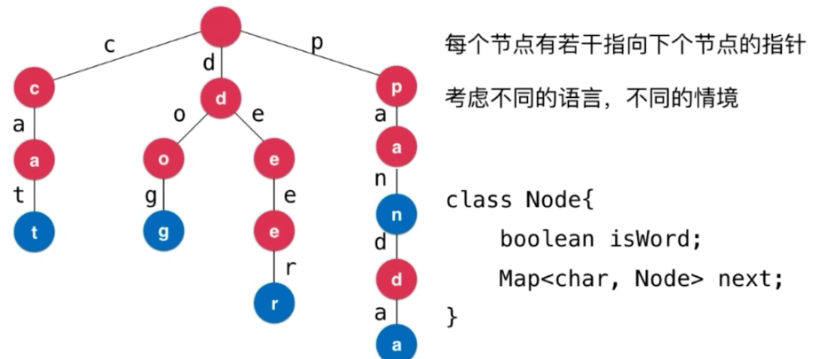 c
d
p
c
d
p
a
o
e
a
a
o
e
a
t
g
e
n
t
g
e
n
r
d
r
d
a
a
每个节点有若干指向下个节点的指针
考虑不同的语言，不同的情境
class Node{
boolean isWord;
Map<char, Node> next;
}